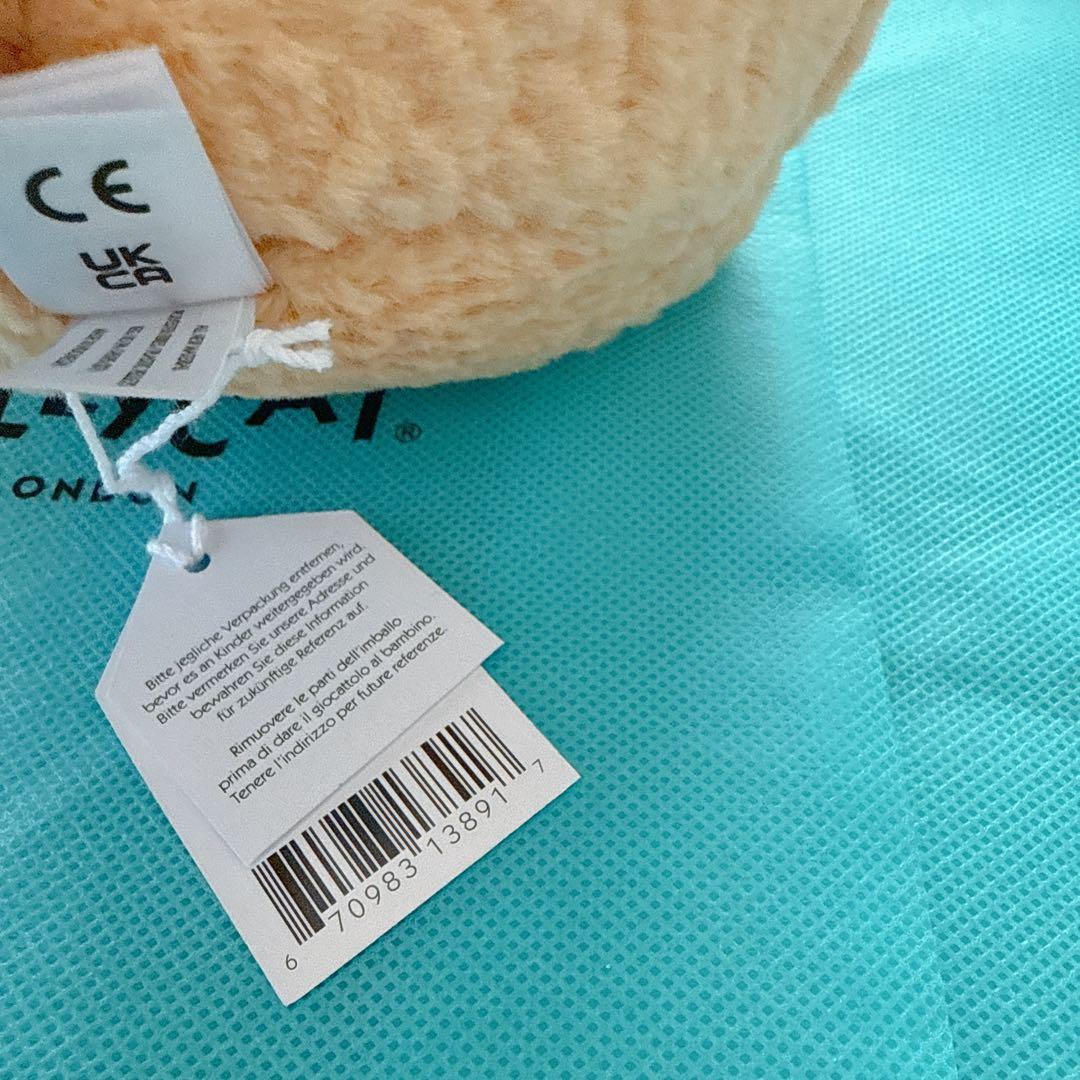 CE
UK
CA
ONDON
Bitte jegliche Verpackung entfernen,
bevor es an Kinder weitergegeben wird.
Bitte vermerken Sie unsere Adresse und
bewahren Sie diese Information
für zukünftige Referenz auf.
Rimuovere le parti dell'imballo
prima di dare il giocattolo al bambino.
Tenere l'indirizzo per future referenze.
6 70983 13891 7